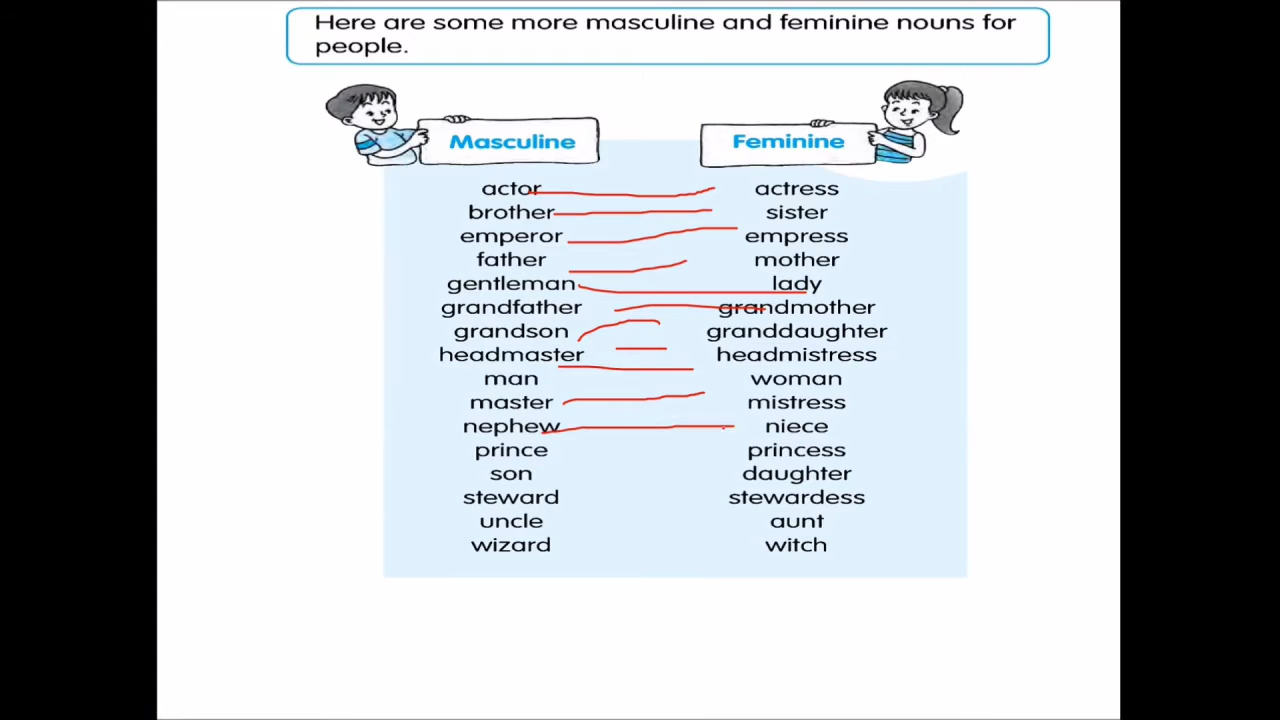 Here are some more masculine and feminine nouns for
people.
Masculine Feminine
actor actress
brother sister
emperor empress
father mother
gentleman lady
grandfather grandmother
grandson granddaughter
headmaster headmistress
man woman
master mistress
nephew niece
prince princess
son daughter
steward stewardess
uncle aunt
wizard witch